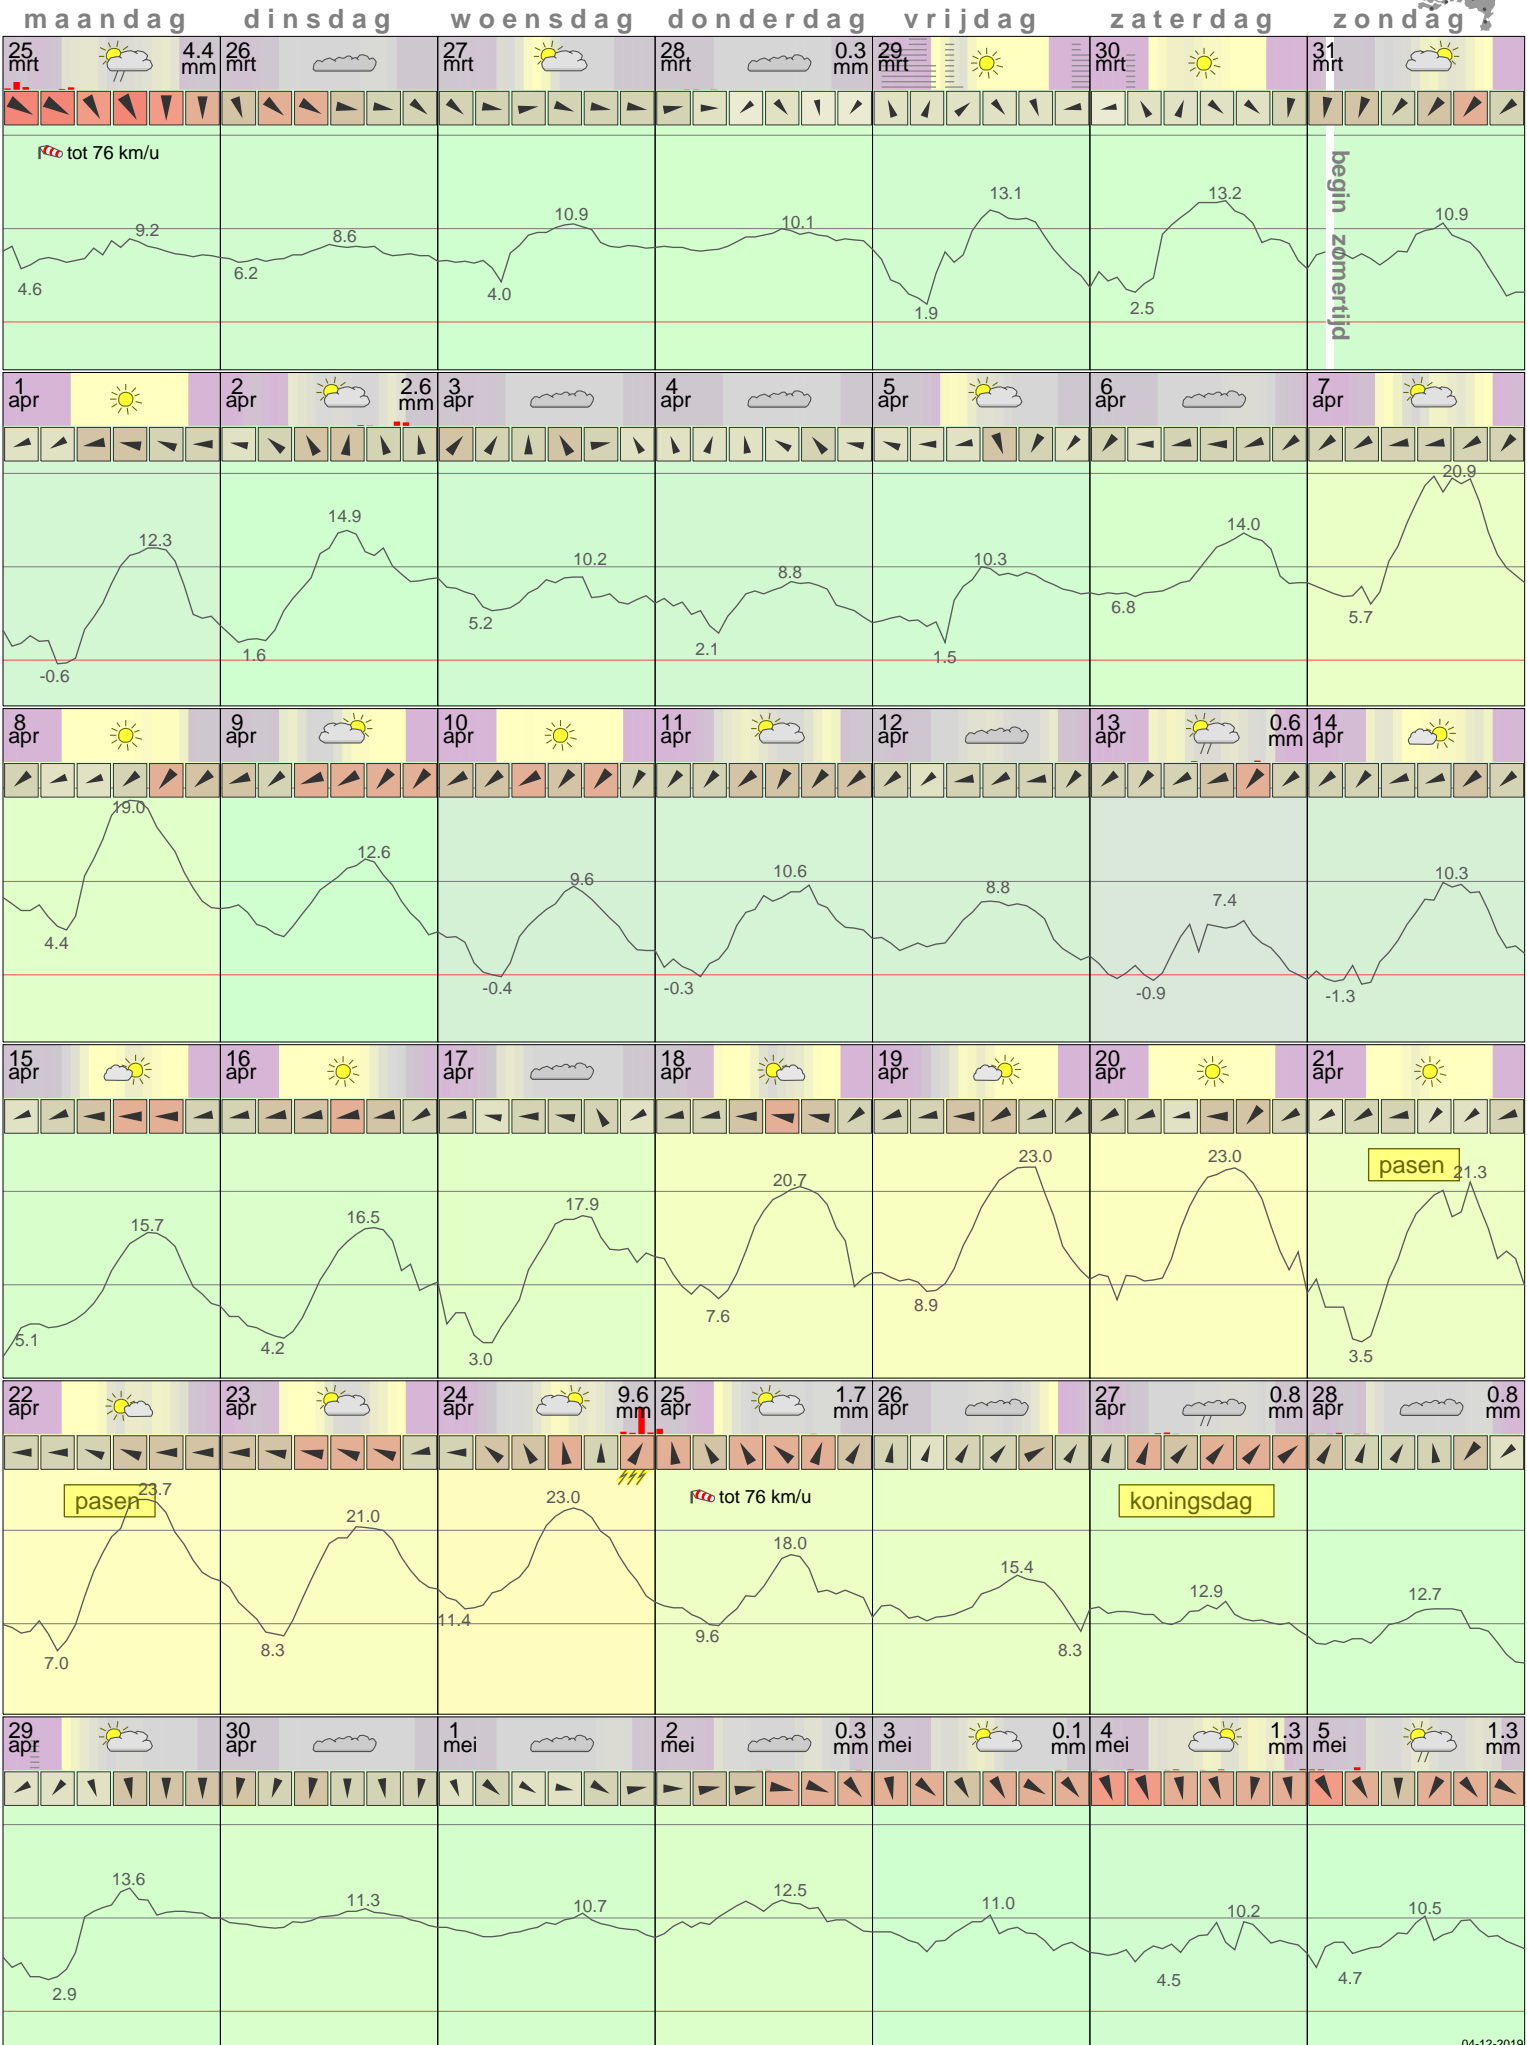 maandag dinsdag woensdag donderdag vrijdag zaterdag zondag
25 4.4 26 27 28 0.3 29 30 31
mrt mm mrt mrt mrt mm mrt mrt mrt
tot 76 km/u
begin zomertijd
9.2 8.6 10.9 10.1 13.1 13.2 10.9
4.6 6.2 4.0 1.9 2.5
1 2 2.6 3 4 5 6 7
apr apr mm apr apr apr apr apr
12.3 14.9 10.2 8.8 10.3 14.0 20.9
-0.6 1.6 5.2 2.1 1.5 6.8 5.7
8 9 10 11 12 13 0.6 14
apr apr apr apr apr apr mm apr
19.0 12.6 9.6 10.6 8.8 7.4 10.3
4.4 -0.4 -0.3 -0.9 -1.3
15 16 17 18 19 20 21
apr apr apr apr apr apr apr
pasen
15.7 16.5 17.9 20.7 23.0 23.0 21.3
5.1 4.2 3.0 7.6 8.9 3.5
22 23 24 9.6 25 1.7 26 27 0.8 28 0.8
apr apr apr mm apr mm apr apr mm apr mm
pasen tot 76 km/u koningsdag
23.7 21.0 23.0 18.0 15.4 12.9 12.7
7.0 8.3 11.4 9.6 8.3
29 30 1 2 0.3 3 0.1 4 1.3 5 1.3
apr apr mei mei mm mei mm mei mm mei mm
13.6 11.3 10.7 12.5 11.0 10.2 10.5
2.9 4.5 4.7
04-12-2019